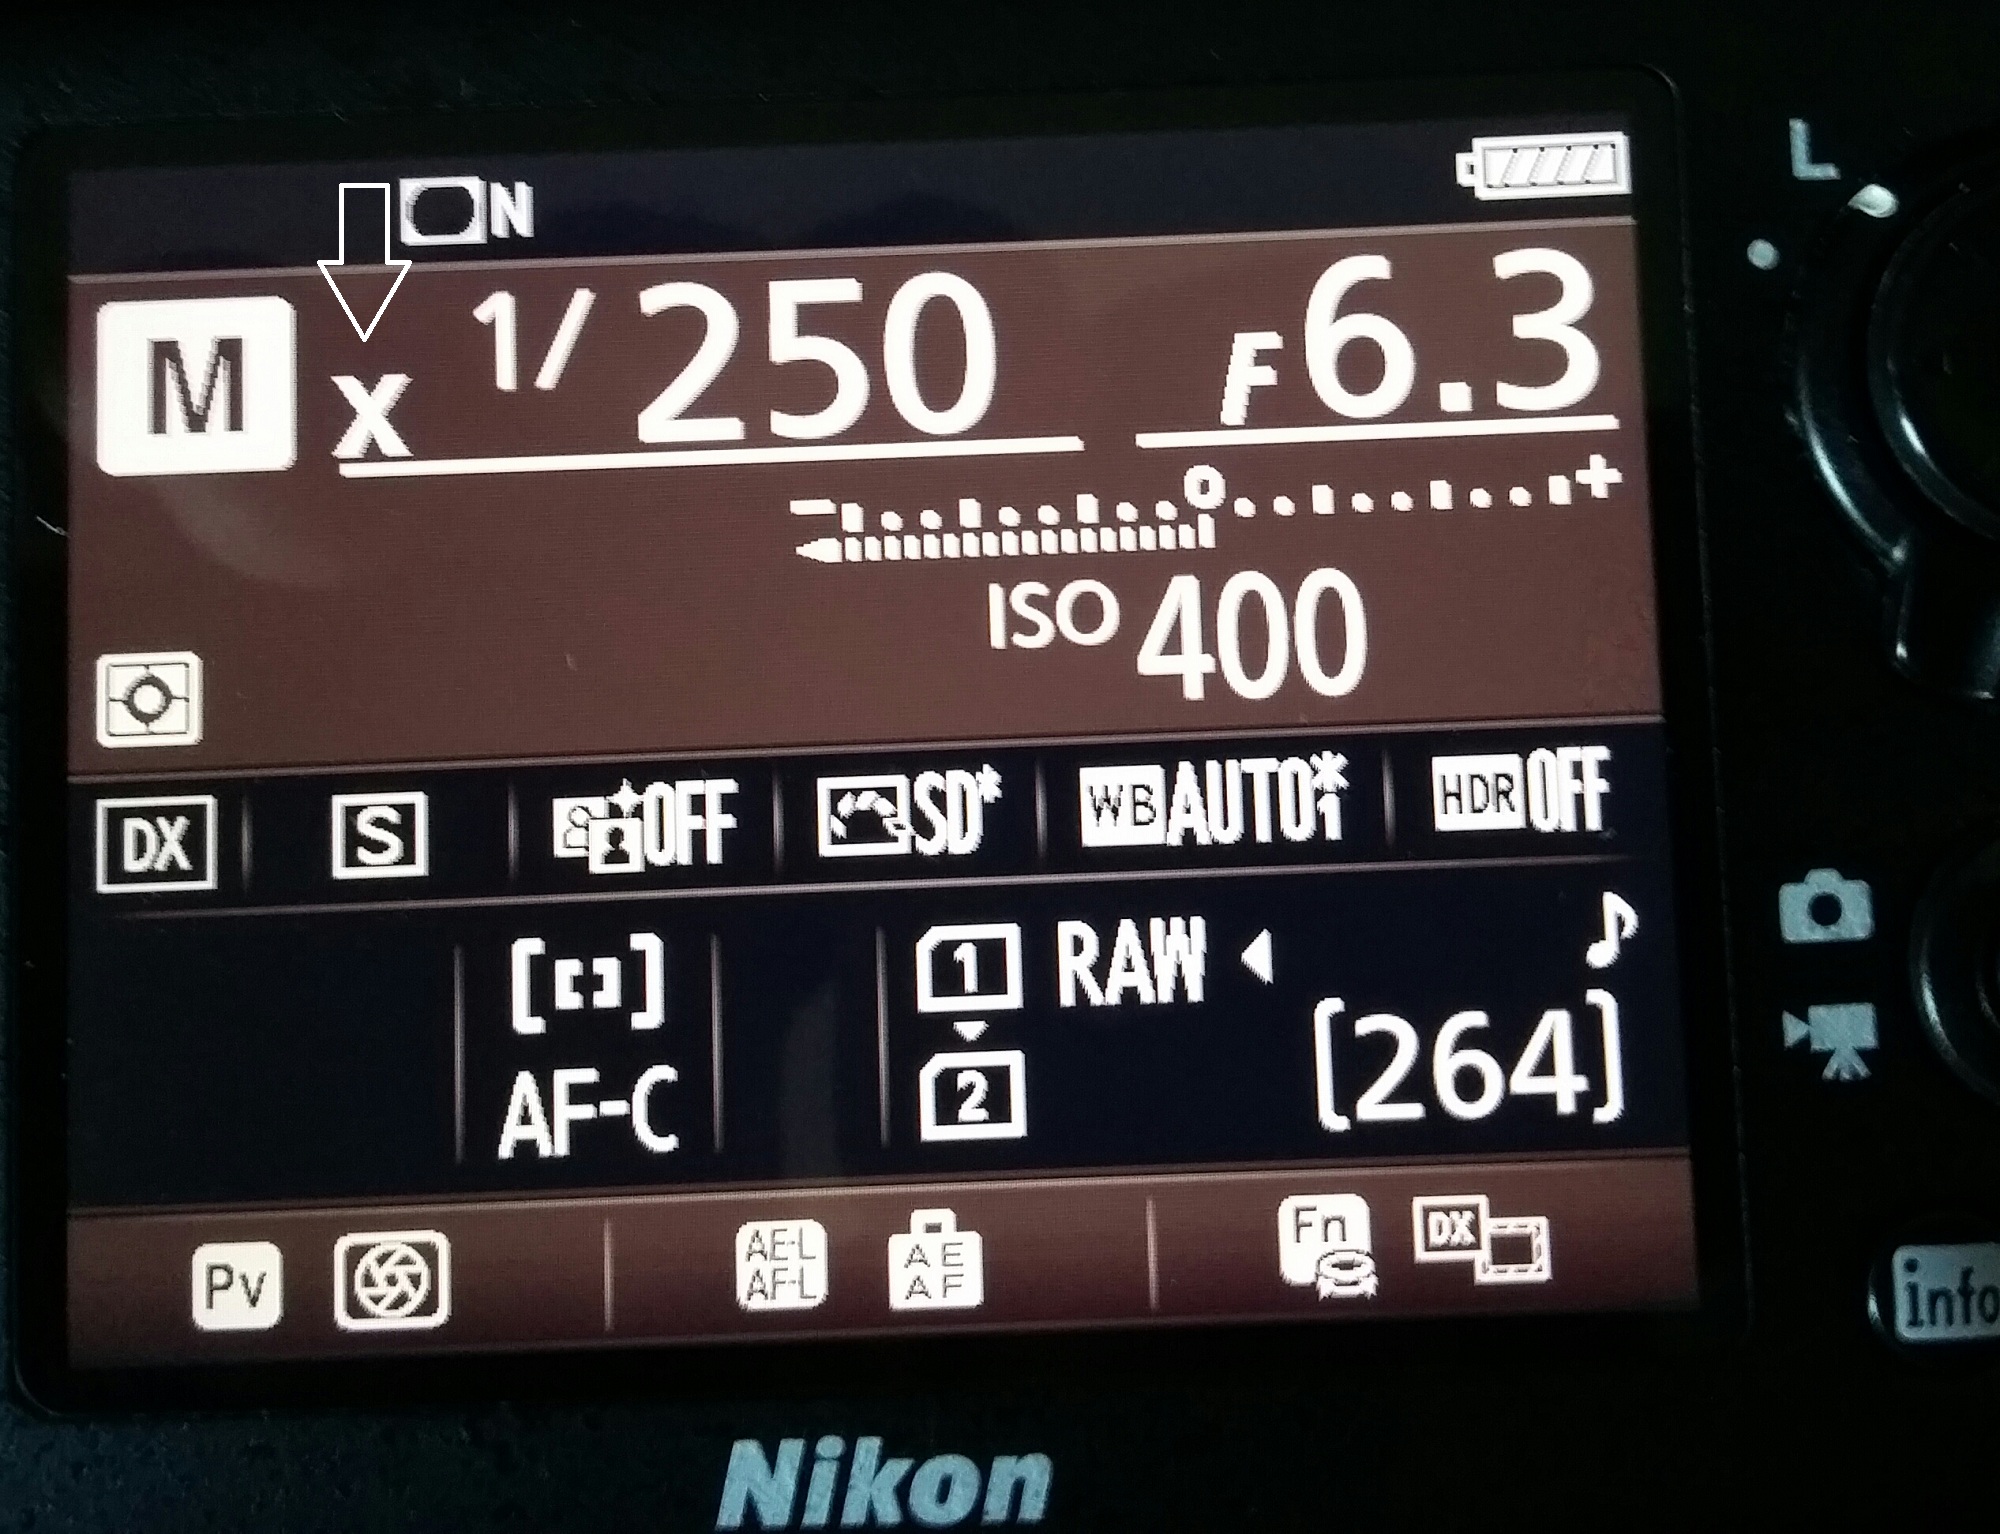 L
N
M X 1/250 F6.3
– 0 +
ISO 400
DX S OFF SD* WB AUTO1* HDR OFF
1 RAW
[264]
AF-C 2
Pv AE-L AF-L AE AF Fn DX
info
Nikon